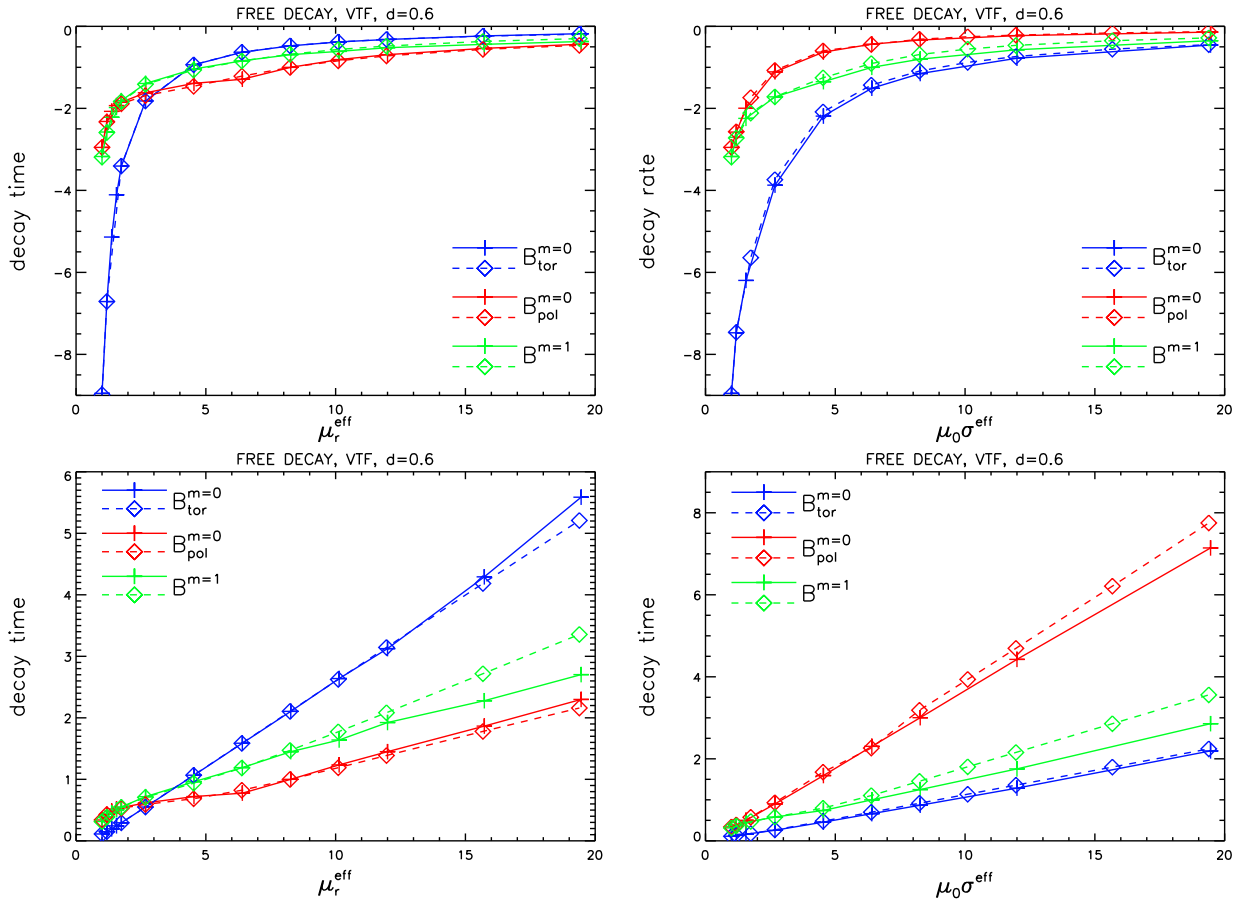 FREE DECAY, VTF, d=0.6
0
-2
-4
-6
-8
decay time
B_tor^m=0
B_pol^m=0
B^m=1
0 5 10 15 20
μ_r^eff
FREE DECAY, VTF, d=0.6
0
-2
-4
-6
-8
decay rate
B_tor^m=0
B_pol^m=0
B^m=1
0 5 10 15 20
μ_0σ^eff
FREE DECAY, VTF, d=0.6
6
5
4
3
2
1
0
decay time
B_tor^m=0
B_pol^m=0
B^m=1
0 5 10 15 20
μ_r^eff
FREE DECAY, VTF, d=0.6
8
6
4
2
0
decay time
B_tor^m=0
B_pol^m=0
B^m=1
0 5 10 15 20
μ_0σ^eff